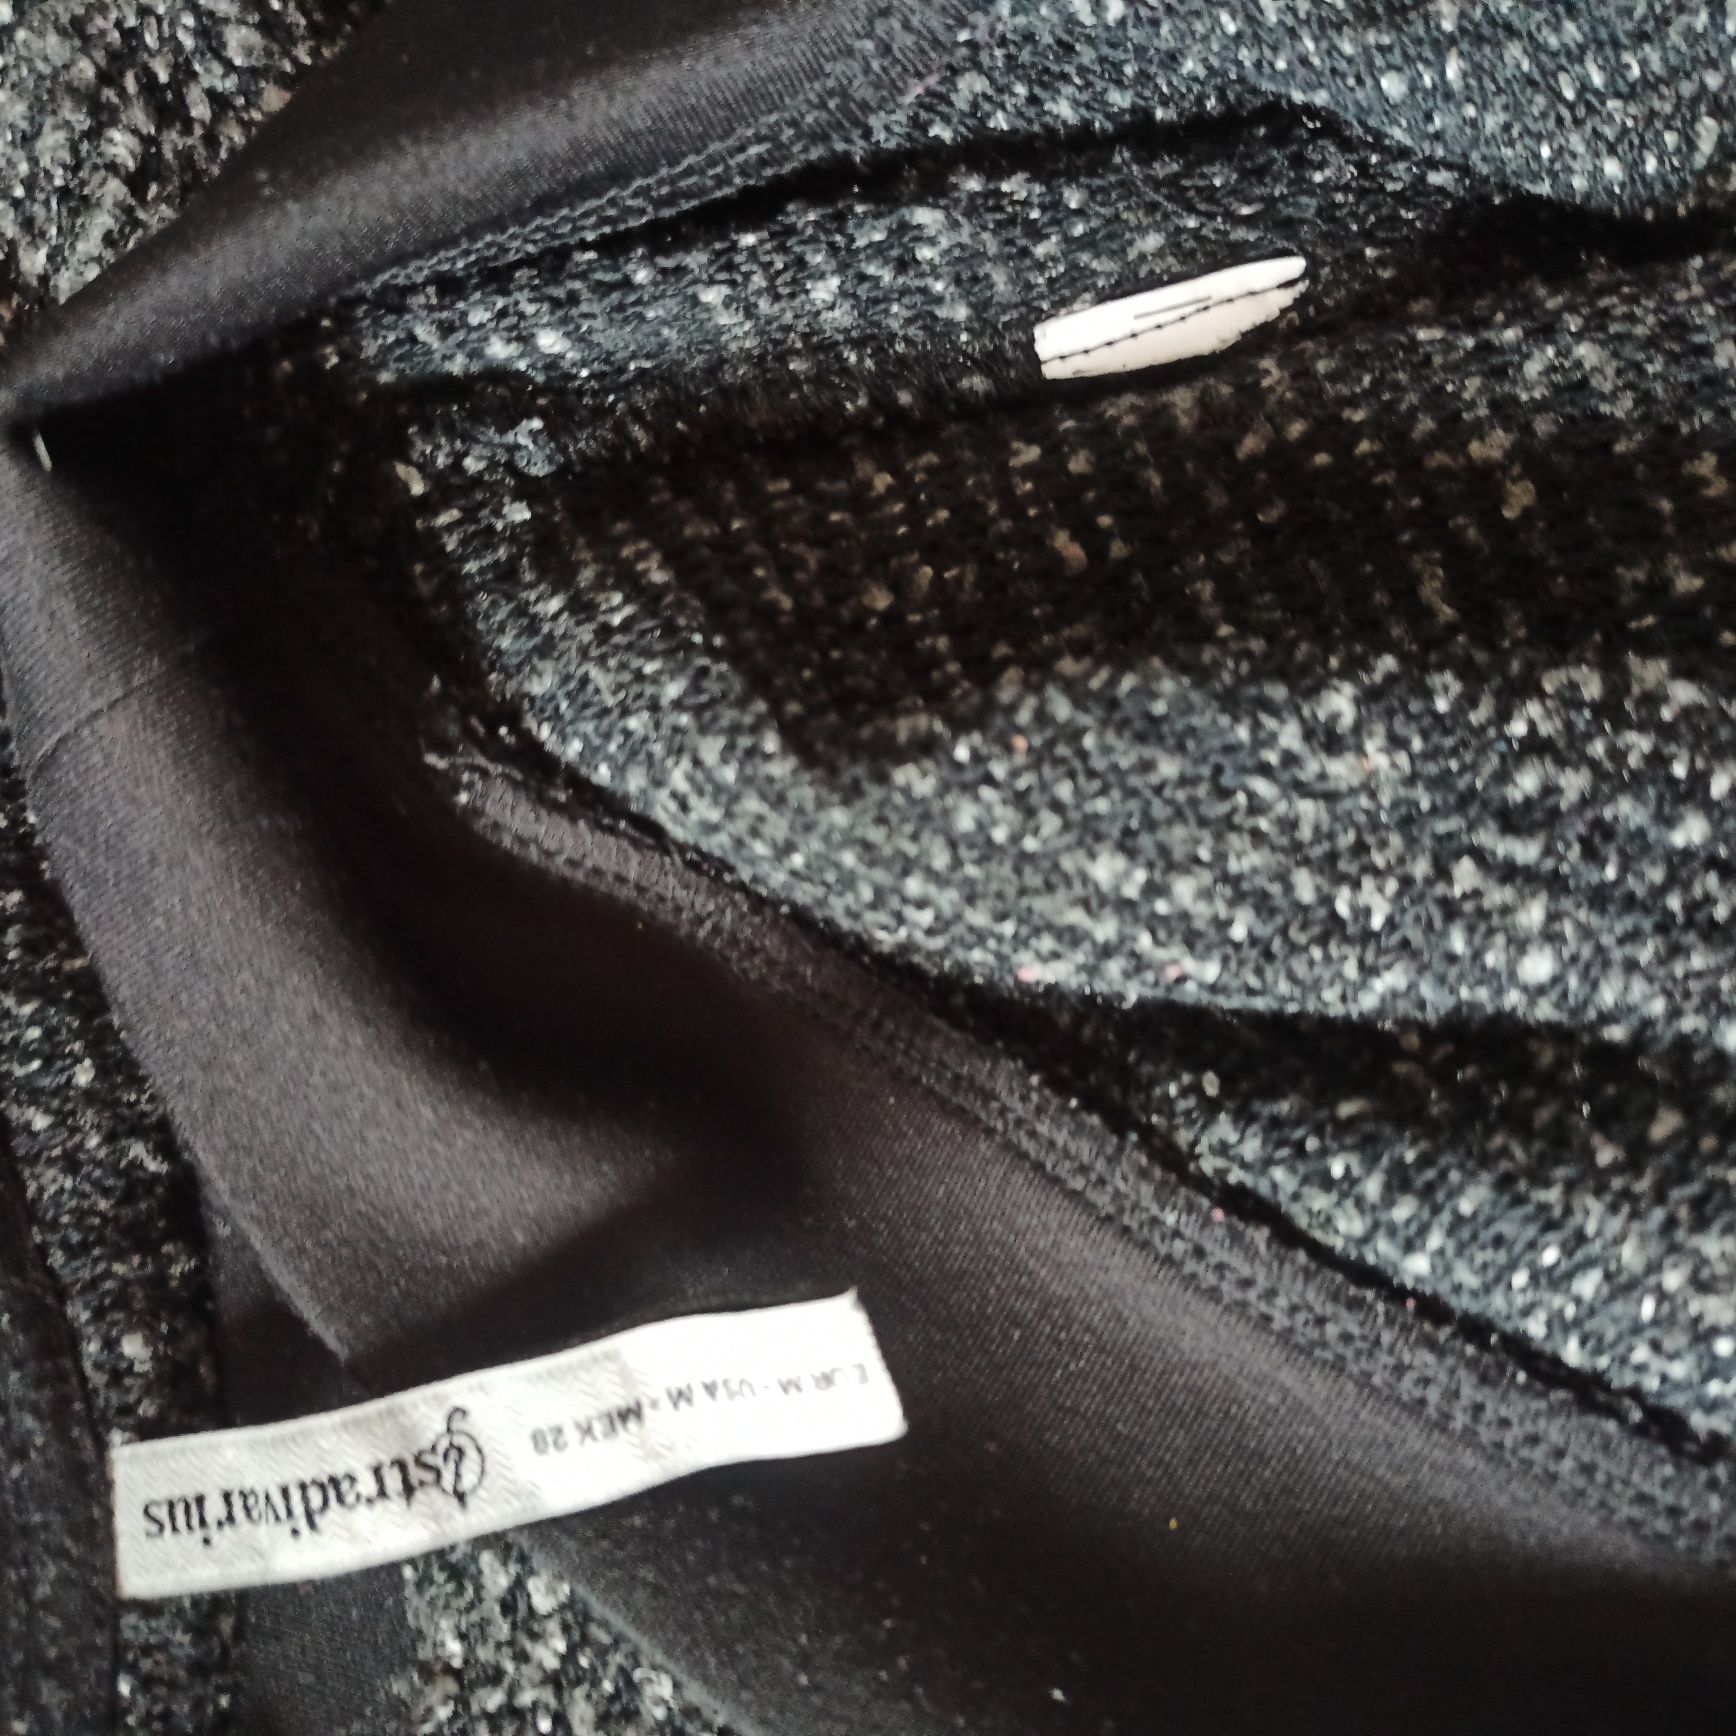 Stradivarius
EUR M - USA M - MEX 28